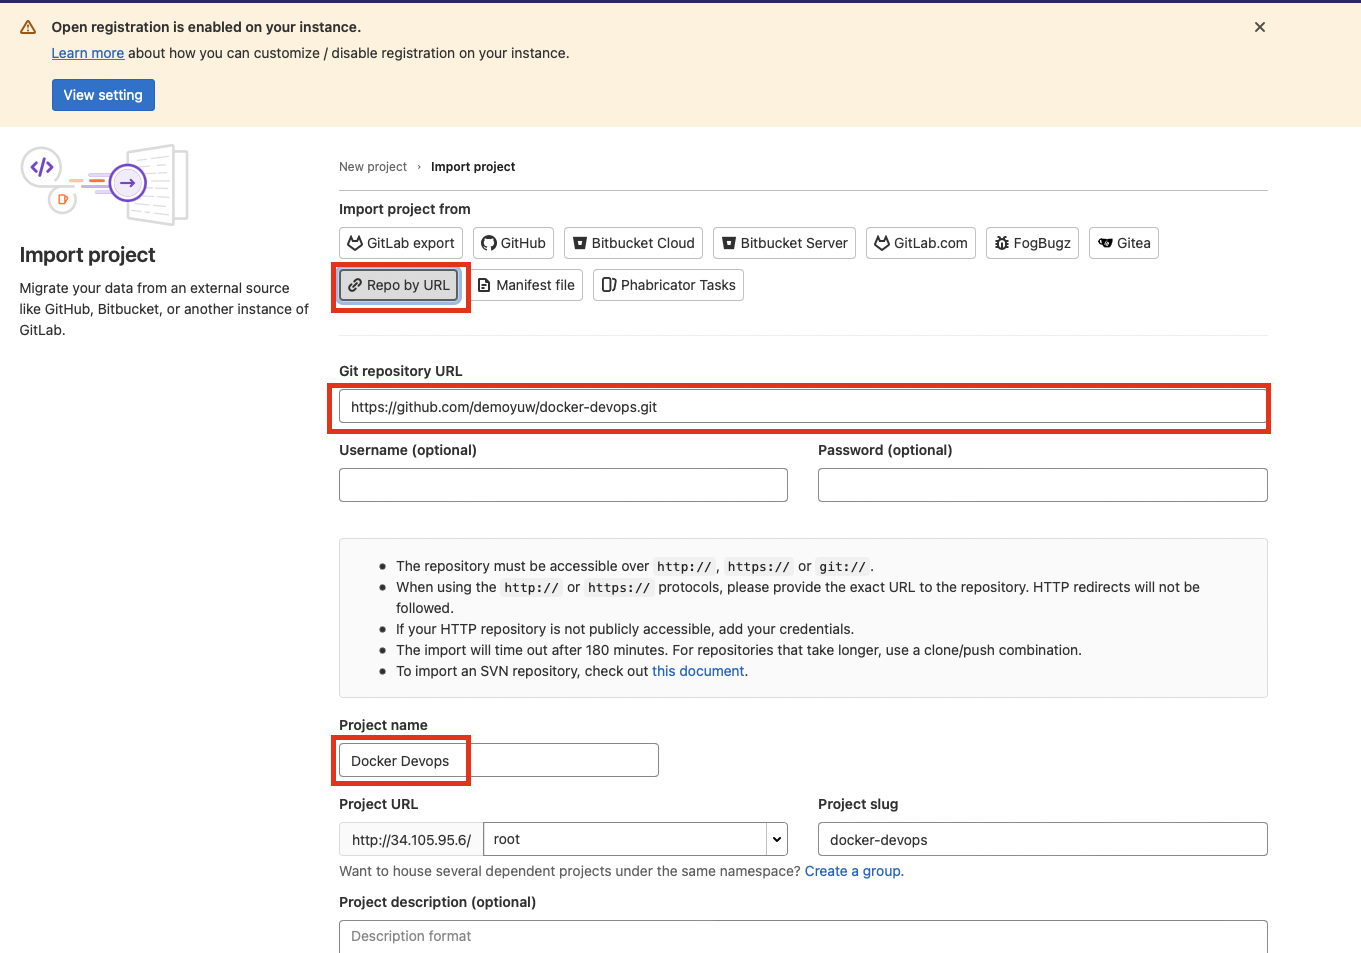 Open registration is enabled on your instance.
Learn more about how you can customize / disable registration on your instance.
View setting
Import project
Migrate your data from an external source
like GitHub, Bitbucket, or another instance of
GitLab.
New project › Import project
Import project from
GitLab export GitHub Bitbucket Cloud Bitbucket Server GitLab.com FogBugz Gitea
Repo by URL Manifest file Phabricator Tasks
Git repository URL
https://github.com/demoyuw/docker-devops.git
Username (optional) Password (optional)
The repository must be accessible over http://, https:// or git://.
When using the http:// or https:// protocols, please provide the exact URL to the repository. HTTP redirects will not be
followed.
If your HTTP repository is not publicly accessible, add your credentials.
The import will time out after 180 minutes. For repositories that take longer, use a clone/push combination.
To import an SVN repository, check out this document.
Project name
Docker Devops
Project URL Project slug
http://34.105.95.6/ root docker-devops
Want to house several dependent projects under the same namespace? Create a group.
Project description (optional)
Description format